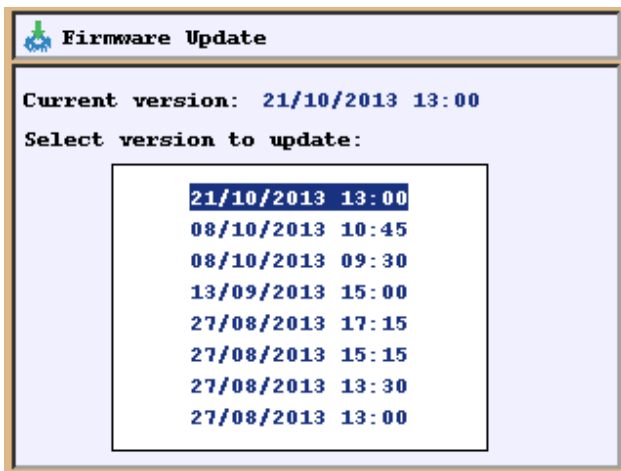 Firmware Update
Current version: 21/10/2013 13:00
Select version to update:
21/10/2013 13:00
08/10/2013 10:45
08/10/2013 09:30
13/09/2013 15:00
27/08/2013 17:15
27/08/2013 15:15
27/08/2013 13:30
27/08/2013 13:00